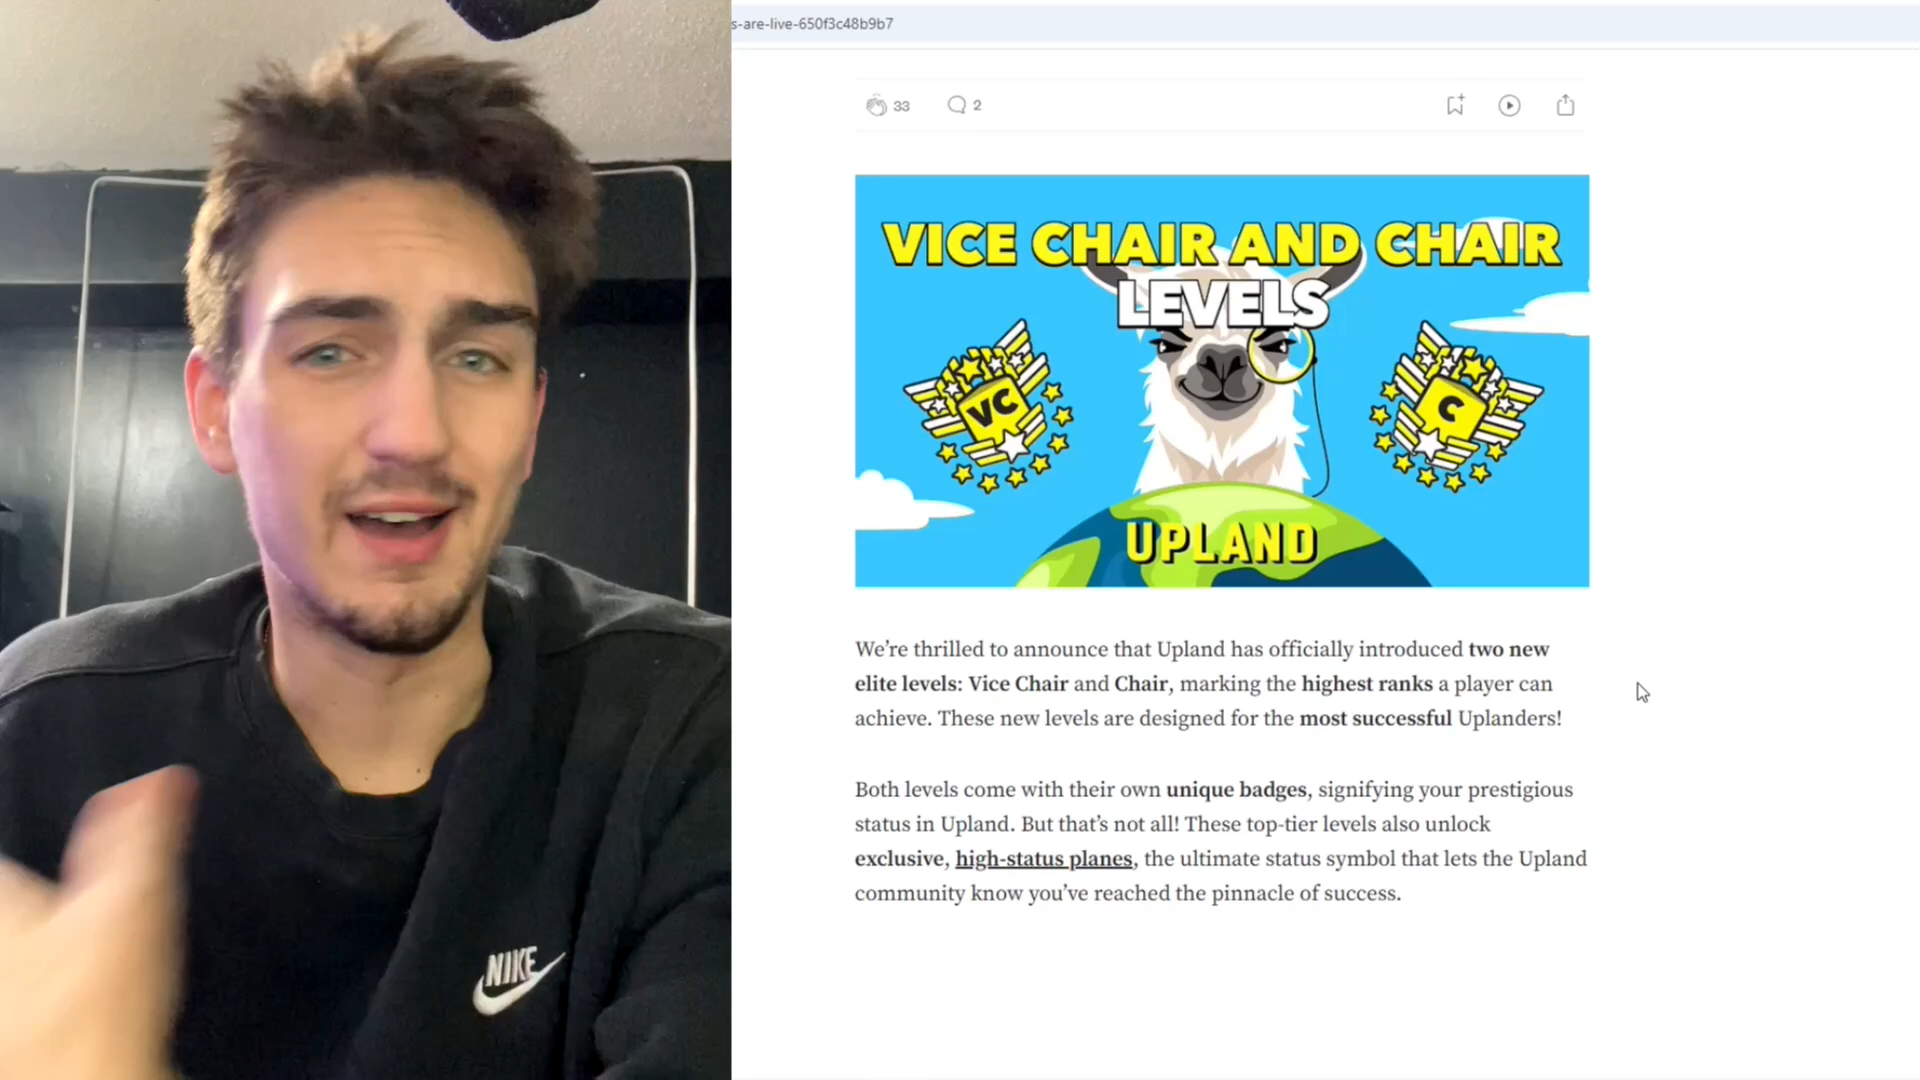 s-are-live-650f3c48b9b7
33
2
VICE CHAIR AND CHAIR
LEVELS
VC
C
UPLAND
We’re thrilled to announce that Upland has officially introduced two new
elite levels: Vice Chair and Chair, marking the highest ranks a player can
achieve. These new levels are designed for the most successful Uplanders!
Both levels come with their own unique badges, signifying your prestigious
status in Upland. But that’s not all! These top-tier levels also unlock
exclusive, high-status planes, the ultimate status symbol that lets the Upland
community know you’ve reached the pinnacle of success.
NIKE